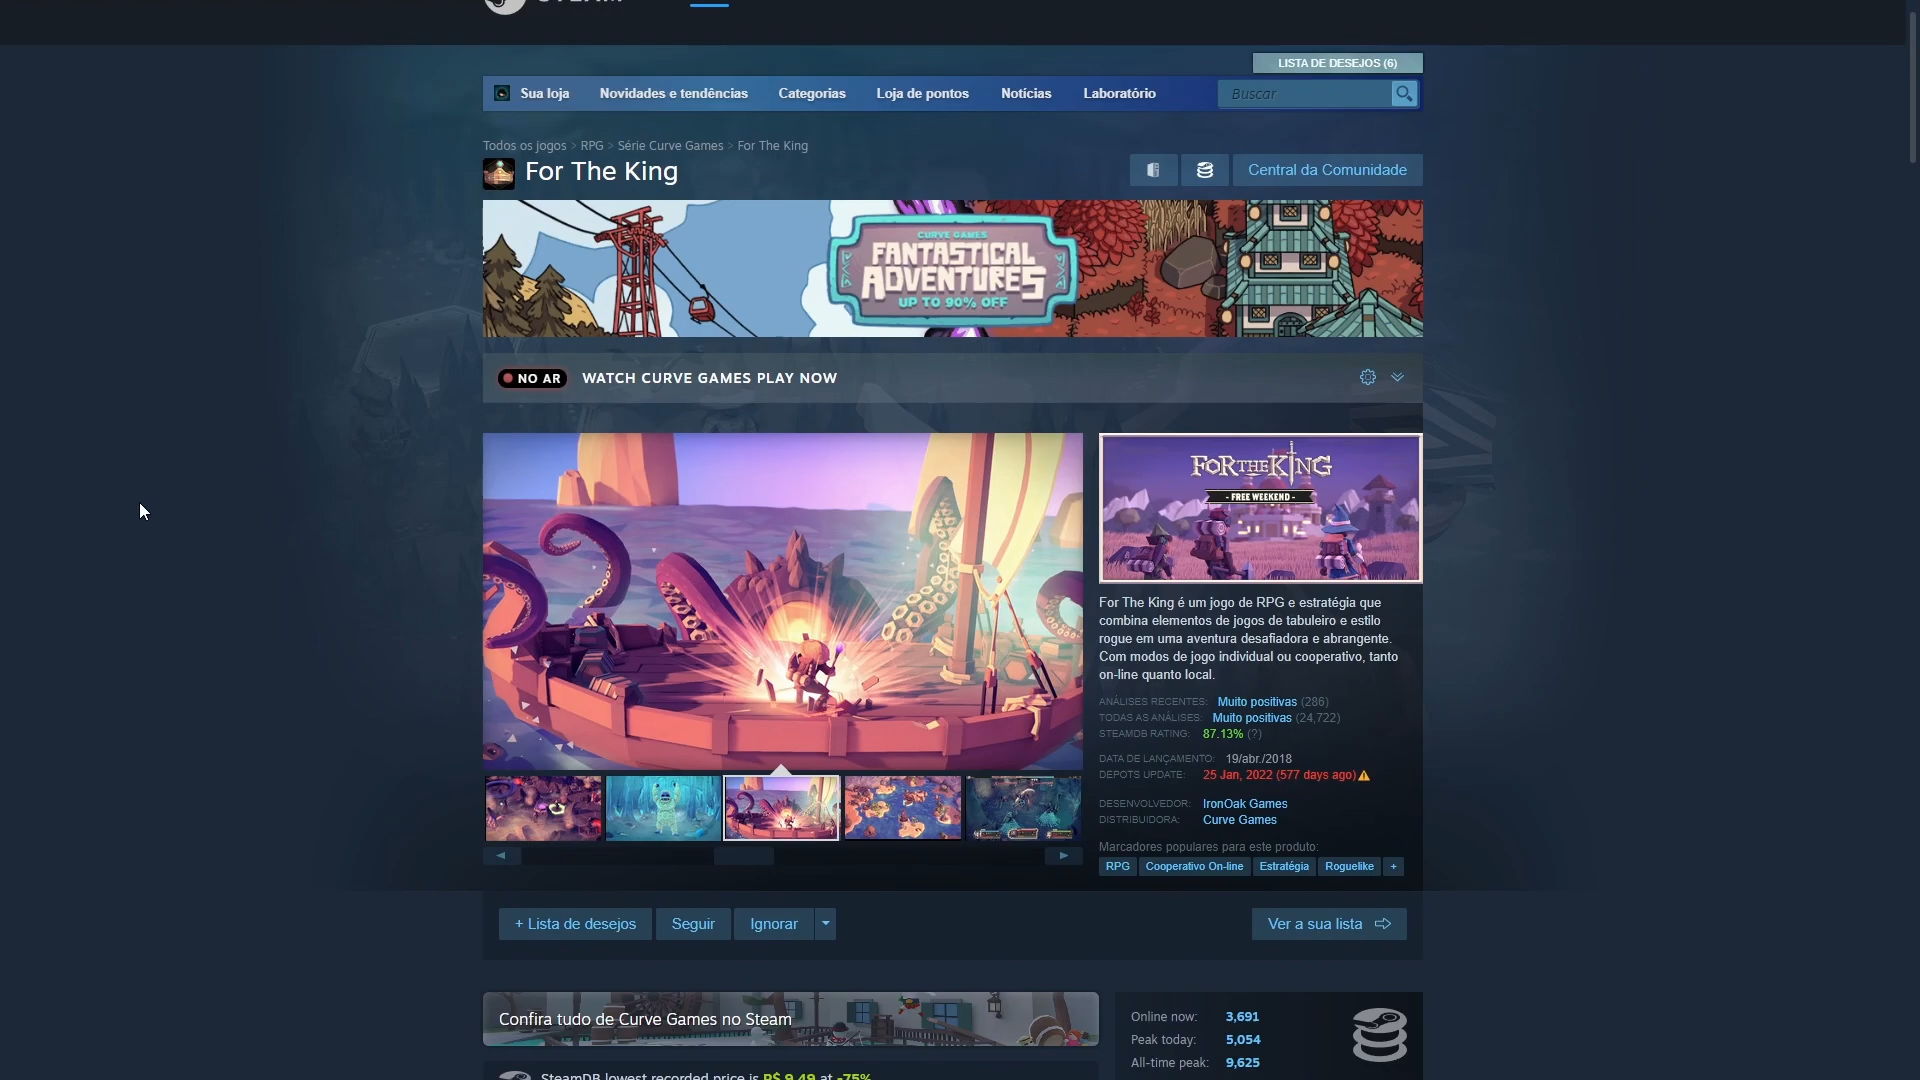 LISTA DE DESEJOS (6)
Sua loja
Novidades e tendências
Categorias
Loja de pontos
Notícias
Laboratório
Buscar
Todos os jogos > RPG > Série Curve Games > For The King
For The King
Central da Comunidade
CURVE GAMES
FANTASTICAL
ADVENTURES
UP TO 90% OFF
NO AR
WATCH CURVE GAMES PLAY NOW
FOR THE KING
- FREE WEEKEND -
For The King é um jogo de RPG e estratégia que
combina elementos de jogos de tabuleiro e estilo
rogue em uma aventura desafiadora e abrangente.
Com modos de jogo individual ou cooperativo, tanto
on-line quanto local.
ANÁLISES RECENTES: Muito positivas (286)
TODAS AS ANÁLISES: Muito positivas (24,722)
STEAMDB RATING: 87.13% (?)
DATA DE LANÇAMENTO: 19/abr./2018
DEPOTS UPDATE: 25 Jan, 2022 (577 days ago)
DESENVOLVEDOR: IronOak Games
DISTRIBUIDORA: Curve Games
Marcadores populares para este produto:
RPG
Cooperativo On-line
Estratégia
Roguelike
+
+ Lista de desejos
Seguir
Ignorar
Ver a sua lista
Confira tudo de Curve Games no Steam
Online now: 3,691
Peak today: 5,054
All-time peak: 9,625
SteamDB lowest recorded price is R$ 9,49 at -75%